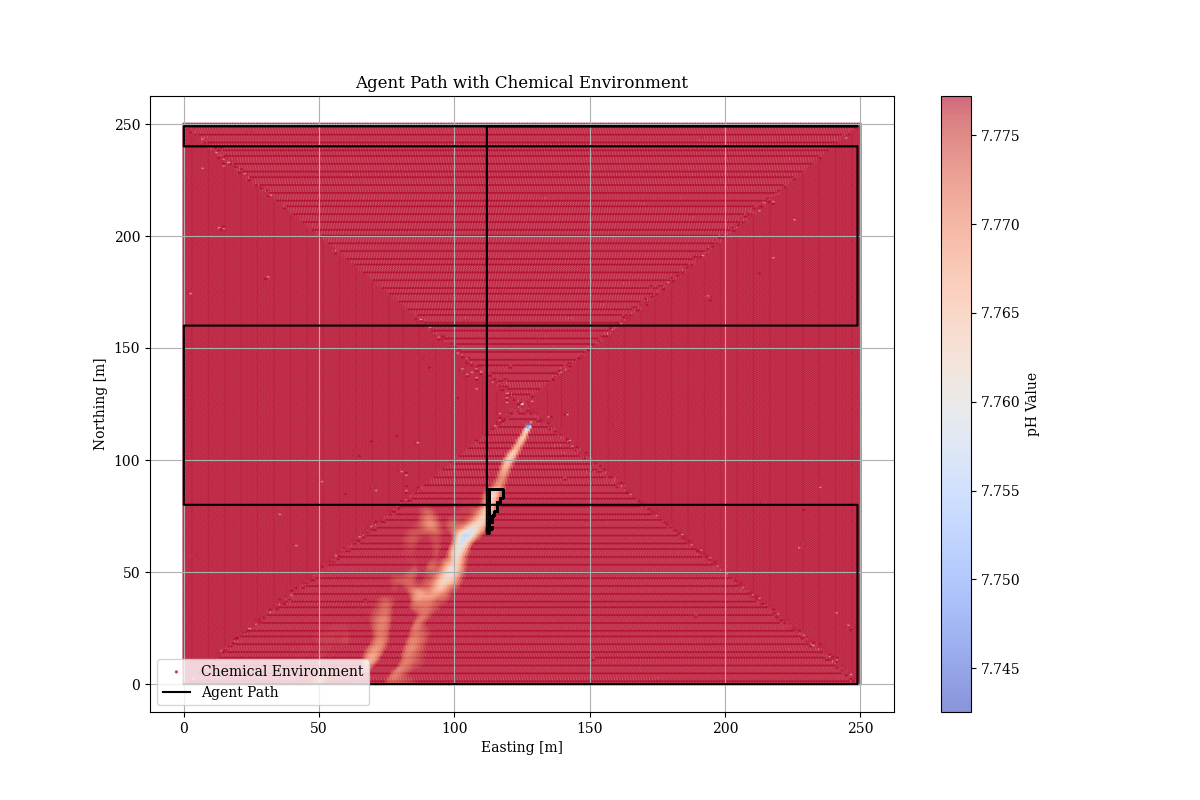 Agent Path with Chemical Environment
250
200
150
100
50
0
Northing [m]
0 50 100 150 200 250
Easting [m]
Chemical Environment
Agent Path
7.775
7.770
7.765
7.760
7.755
7.750
7.745
pH Value